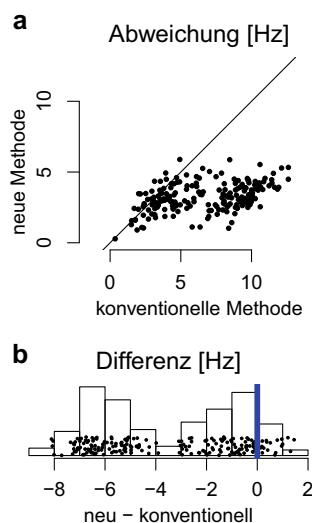 a
Abweichung [Hz]
neue Methode
10
5
0
0 5 10
konventionelle Methode
b
Differenz [Hz]
−8 −6 −4 −2 0 2
neu − konventionell